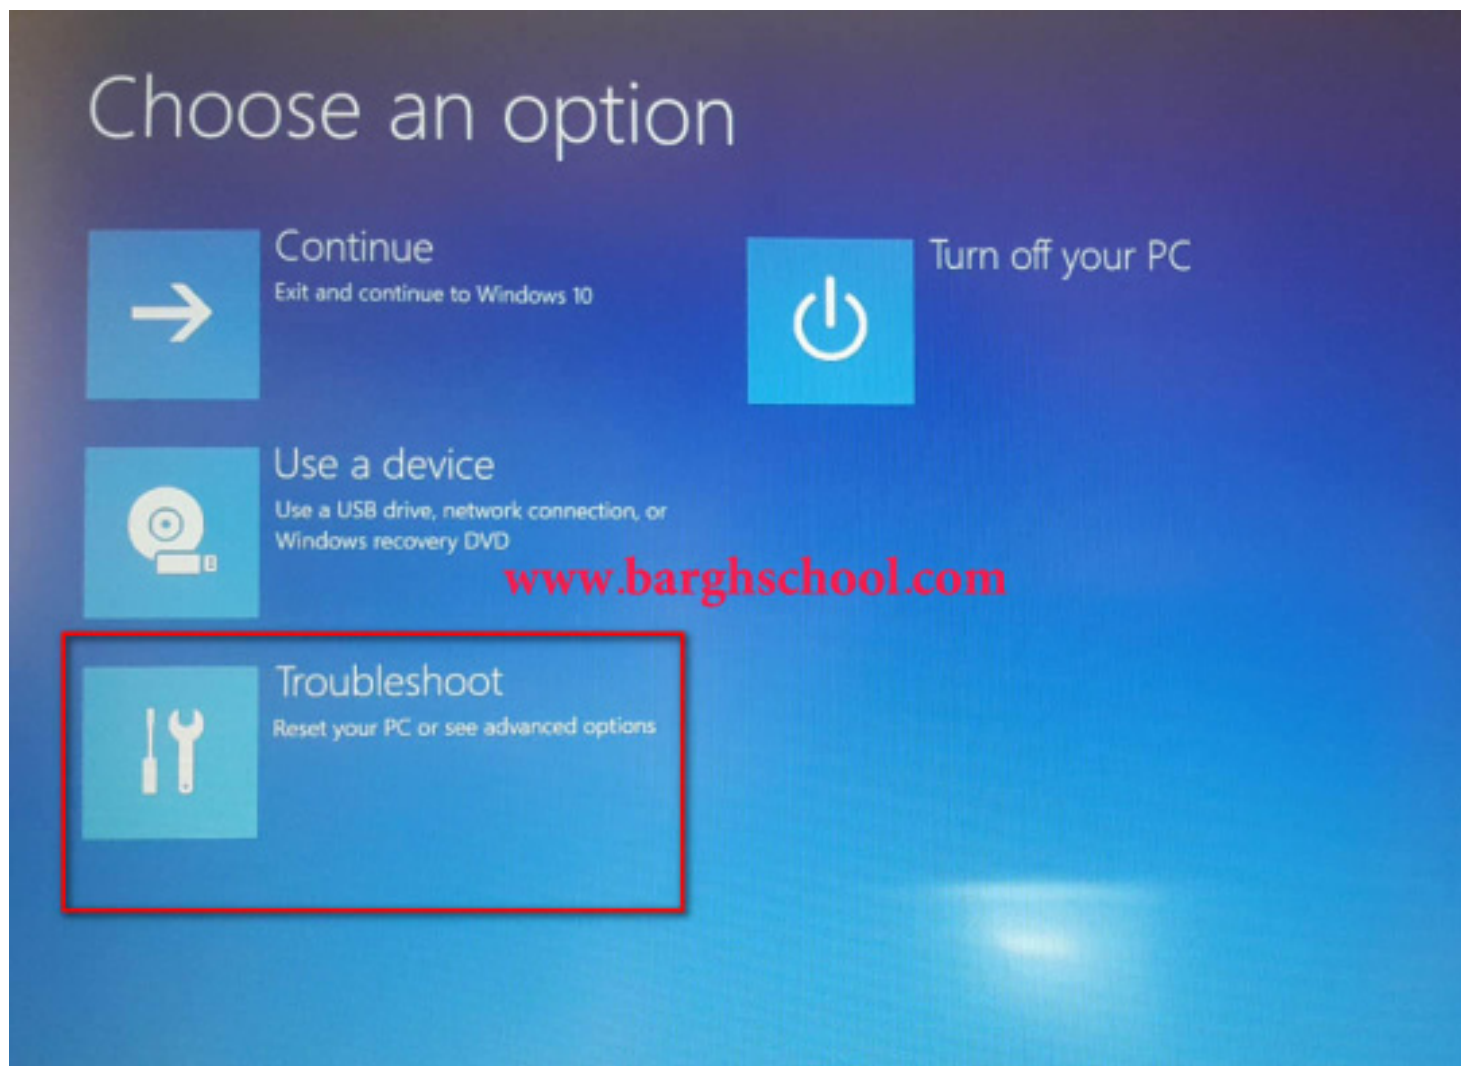 Choose an option
Continue
Exit and continue to Windows 10
Turn off your PC
Use a device
Use a USB drive, network connection, or
Windows recovery DVD
www.barghschool.com
Troubleshoot
Reset your PC or see advanced options